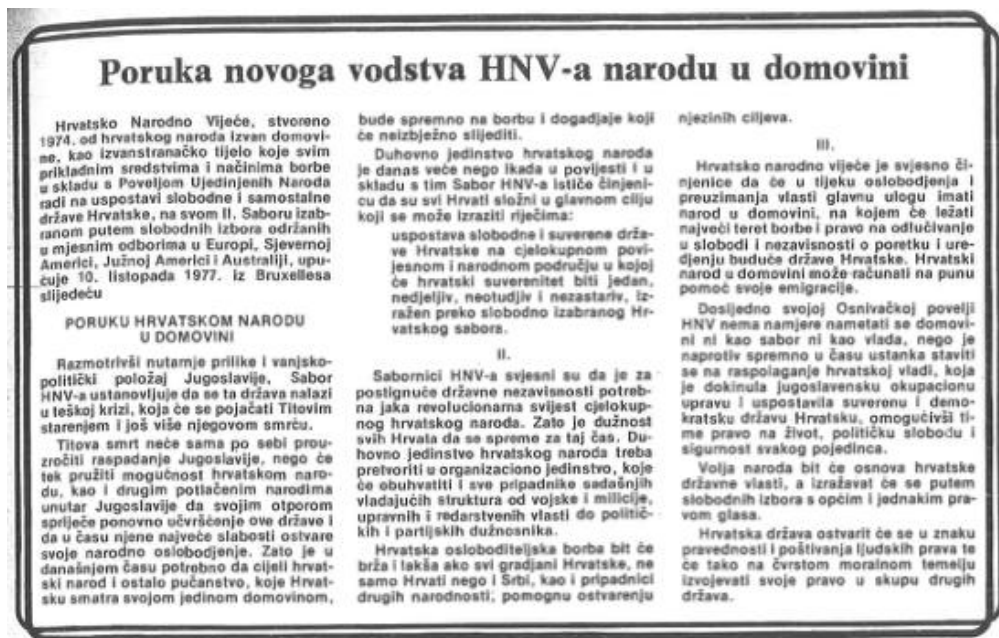 Poruka novoga vodstva HNV-a narodu u domovini
Hrvatsko Narodno Vijeće, stvoreno
1974. od hrvatskog naroda izvan domovi-
ne, kao izvanstranačko tijelo koje svim
prikladnim sredstvima i načinima borbe
u skladu s Poveljom Ujedinjenih Naroda
radi na uspostavi slobodne i samostalne
države Hrvatske, na svom II. Saboru izab-
ranom putem slobodnih izbora održanih
u mjesnim odborima u Europi, Sjevernoj
Americi, Južnoj Americi i Australiji, upu-
ćuje 10. listopada 1977. iz Bruxellesa
slijedeću
PORUKU HRVATSKOM NARODU
U DOMOVINI
Razmotrivši nutarnje prilike i vanjsko-
politički položaj Jugoslavije, Sabor
HNV-a ustanovljuje da se ta država nalazi
u teškoj krizi, koja će se pojačati Titovim
starenjem i još više njegovom smrću.
Titova smrt neće sama po sebi prou-
zročiti raspadanje Jugoslavije, nego će
tek pružiti mogućnost hrvatskom naro-
du, kao i drugim potlačenim narodima
unutar Jugoslavije da svojim otporom
spriječe ponovno učvršćenje ove države i
da u času njene najveće slabosti ostvare
svoje narodno oslobodjenje. Zato je u
današnjem času potrebno da cijeli hrvat-
ski narod i ostalo pučanstvo, koje Hrvat-
sku smatra svojom jedinom domovinom,
bude spremno na borbu i dogadjaje koji
će neizbježno slijediti.
Duhovno jedinstvo hrvatskog naroda
je danas veće nego ikada u povijesti i u
skladu s tim Sabor HNV-a ističe činjeni-
cu da su svi Hrvati složni u glavnom cilju
koji se može izraziti riječima:
uspostava slobodne i suverene drža-
ve Hrvatske na cjelokupnom povi-
jesnom i narodnom području u kojoj
će hrvatski suverenitet biti jedan,
nedjeljiv, neotudjiv i nezastariv, iz-
ražen preko slobodno izabranog Hr-
vatskog sabora.
II.
Sabornici HNV-a svjesni su da je za
postignuće državne nezavisnosti potreb-
na jaka revolucionarna svijest cjelokup-
nog hrvatskog naroda. Zato je dužnost
svih Hrvata da se spreme za taj čas. Du-
hovno jedinstvo hrvatskog naroda treba
pretvoriti u organizaciono jedinstvo, koje
će obuhvatiti i sve pripadnike sadašnjih
vladajućih struktura od vojske i milicije,
upravnih i redarstvenih vlasti do politič-
kih i partijskih dužnosnika.
Hrvatska osloboditeljska borba bit će
brža i lakša ako svi gradjani Hrvatske, ne
samo Hrvati nego i Srbi, kao i pripadnici
drugih narodnosti, pomognu ostvarenju
njezinih ciljeva.
III.
Hrvatsko narodno vijeće je svjesno či-
njenice da će u tijeku oslobodjenja i
preuzimanja vlasti glavnu ulogu imati
narod u domovini, na kojem će ležati
najveći teret borbe i pravo na odlučivanje
u slobodi i nezavisnosti o poretku i ure-
djenju buduće države Hrvatske. Hrvatski
narod u domovini može računati na punu
pomoć svoje emigracije.
Dosljedno svojoj Osnivačkoj povelji
HNV nema namjere nametati se domovi-
ni ni kao sabor ni kao vlada, nego je
naprotiv spremno u času ustanka staviti
se na raspolaganje hrvatskoj vladi, koja
je dokinula jugoslavensku okupacionu
upravu i uspostavila suverenu i demo-
kratsku državu Hrvatsku, omogućivši ti-
me pravo na život, političku slobodu i
sigurnost svakog pojedinca.
Volja naroda bit će osnova hrvatske
državne vlasti, a izražavat će se putem
slobodnih izbora s općim i jednakim pra-
vom glasa.
Hrvatska država ostvarit će se u znaku
pravednosti i poštivanja ljudskih prava te
će tako na čvrstom moralnom temelju
izvojevati svoje pravo u skupu drugih
država.